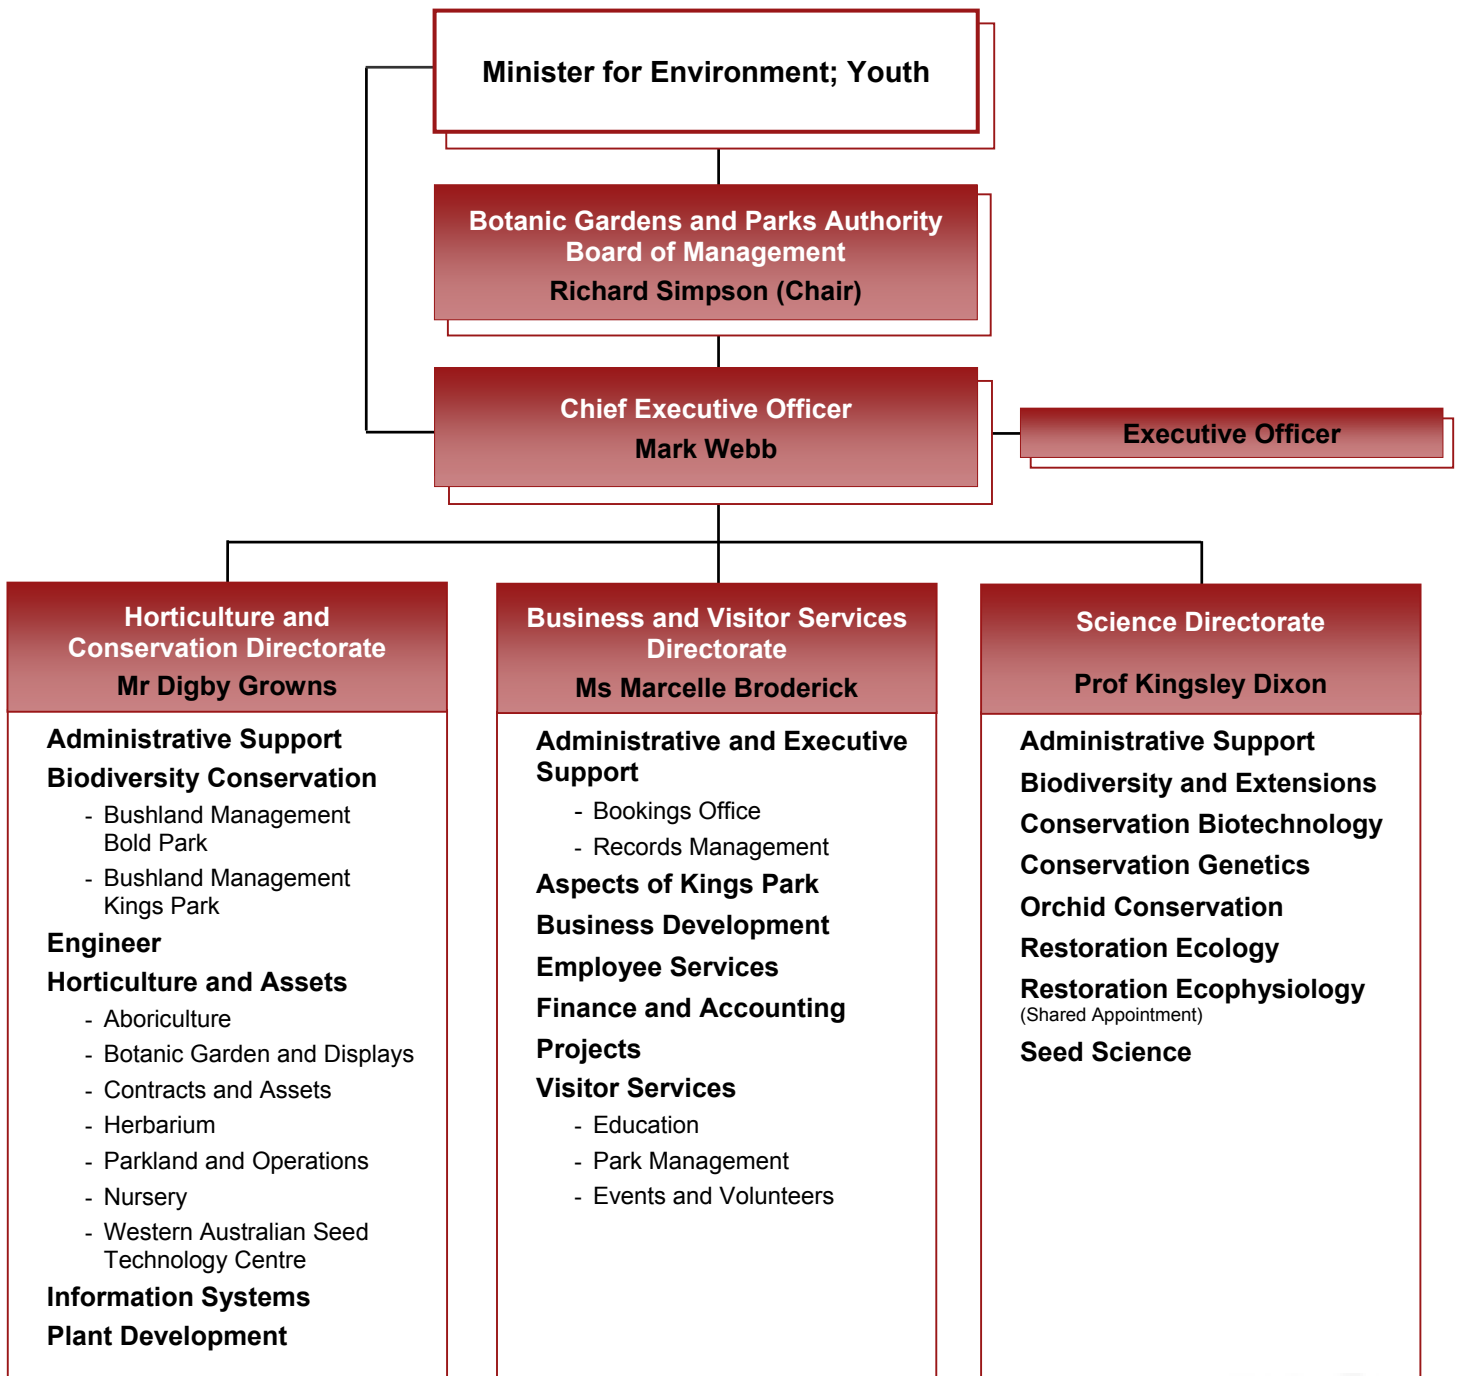 Minister for Environment; Youth
Botanic Gardens and Parks Authority
Board of Management
Richard Simpson (Chair)
Chief Executive Officer
Mark Webb
Executive Officer
Horticulture and
Conservation Directorate
Mr Digby Growns
Administrative Support
Biodiversity Conservation
- Bushland Management
Bold Park
- Bushland Management
Kings Park
Engineer
Horticulture and Assets
- Aboriculture
- Botanic Garden and Displays
- Contracts and Assets
- Herbarium
- Parkland and Operations
- Nursery
- Western Australian Seed
Technology Centre
Information Systems
Plant Development
Business and Visitor Services
Directorate
Ms Marcelle Broderick
Administrative and Executive
Support
- Bookings Office
- Records Management
Aspects of Kings Park
Business Development
Employee Services
Finance and Accounting
Projects
Visitor Services
- Education
- Park Management
- Events and Volunteers
Science Directorate
Prof Kingsley Dixon
Administrative Support
Biodiversity and Extensions
Conservation Biotechnology
Conservation Genetics
Orchid Conservation
Restoration Ecology
Restoration Ecophysiology
(Shared Appointment)
Seed Science